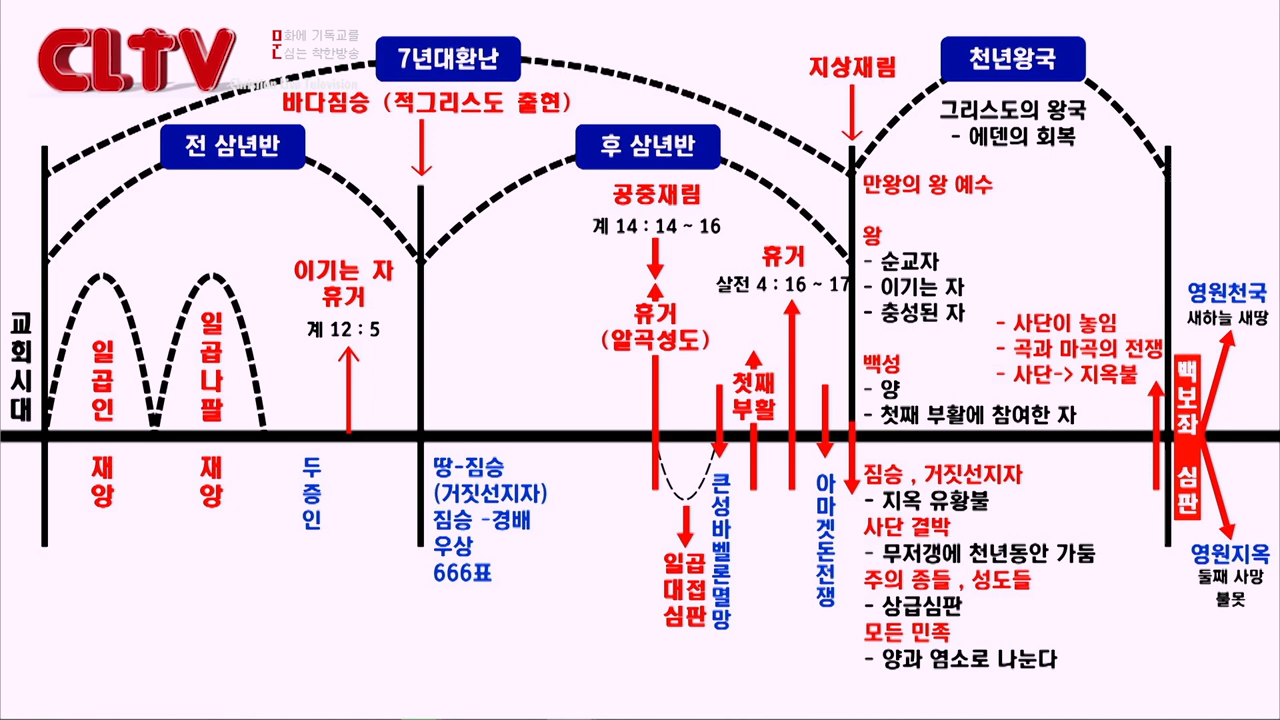 CLTV
문화에 기독교를
심는 착한방송
Christian Live Television
7년대환난
지상재림
천년왕국
바다짐승 (적그리스도 출현)
그리스도의 왕국
- 에덴의 회복
전 삼년반
후 삼년반
공중재림
계 14 : 14 ~ 16
만왕의 왕 예수
왕
- 순교자
- 이기는 자
- 충성된 자
이기는 자
휴거
계 12 : 5
휴거
살전 4 : 16 ~ 17
휴거
(알곡성도)
첫째
부활
교회시대
일곱인
재앙
일곱나팔
재앙
- 사단이 놓임
- 곡과 마곡의 전쟁
- 사단-> 지옥불
백성
- 양
- 첫째 부활에 참여한 자
영원천국
새하늘 새땅
백보좌 심판
두증인
땅-짐승
(거짓선지자)
짐승 -경배
우상
666표
일곱
대접
심판
큰성바벨론멸망
아마겟돈전쟁
짐승 , 거짓선지자
- 지옥 유황불
사단 결박
- 무저갱에 천년동안 가둠
주의 종들 , 성도들
- 상급심판
모든 민족
- 양과 염소로 나눈다
영원지옥
둘째 사망
불못